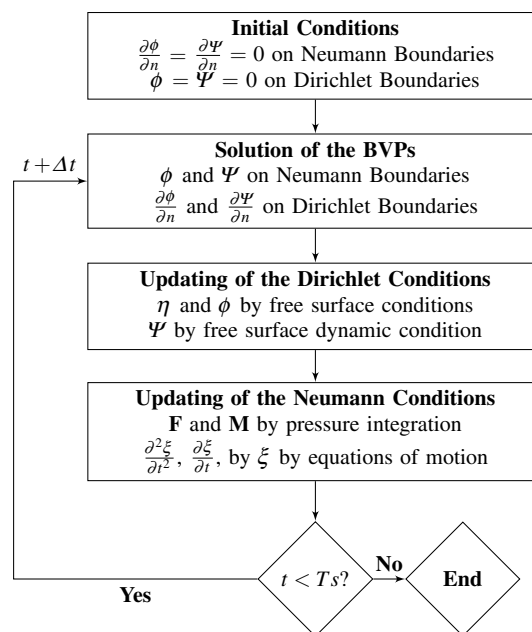 Initial Conditions
∂ϕ/∂n = ∂Ψ/∂n = 0 on Neumann Boundaries
ϕ = Ψ = 0 on Dirichlet Boundaries
t + Δt
Solution of the BVPs
ϕ and Ψ on Neumann Boundaries
∂ϕ/∂n and ∂Ψ/∂n on Dirichlet Boundaries
Updating of the Dirichlet Conditions
η and ϕ by free surface conditions
Ψ by free surface dynamic condition
Updating of the Neumann Conditions
F and M by pressure integration
∂²ξ/∂t², ∂ξ/∂t, by ξ by equations of motion
t < Ts?
No
End
Yes